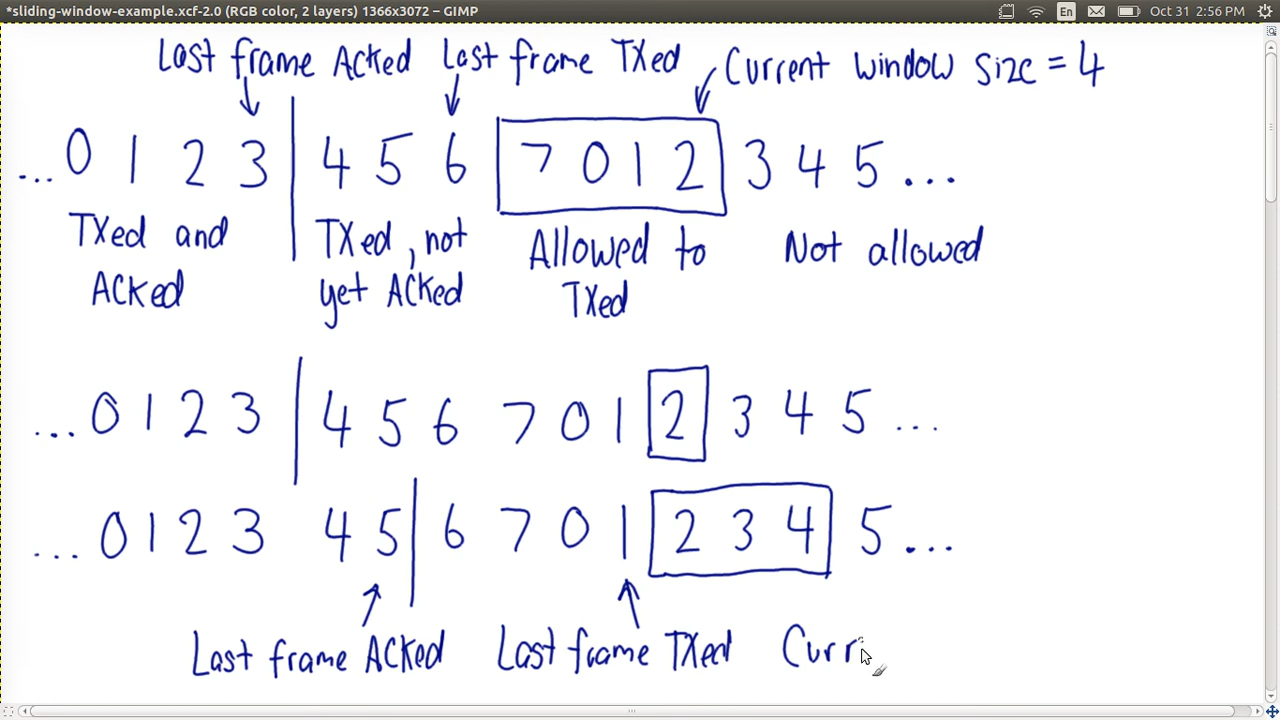 *sliding-window-example.xcf-2.0 (RGB color, 2 layers) 1366x3072 – GIMP
En
Oct 31 2:56 PM
Last frame Acked Last frame TXed Current window size = 4
...0 1 2 3 4 5 6 7 0 1 2 3 4 5 ...
TXed and TXed, not Allowed to Not allowed
ACKed yet ACKed TXed
...0 1 2 3 4 5 6 7 0 1 2 3 4 5 ...
...0 1 2 3 4 5 6 7 0 1 2 3 4 5 ...
Last frame ACKed Last frame TXed Curr